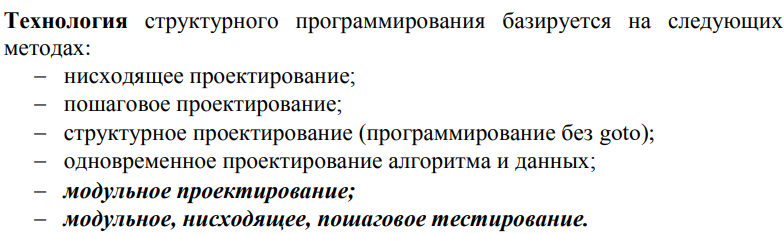 Технология структурного программирования базируется на следующих
методах:
– нисходящее проектирование;
– пошаговое проектирование;
– структурное проектирование (программирование без goto);
– одновременное проектирование алгоритма и данных;
– модульное проектирование;
– модульное, нисходящее, пошаговое тестирование.